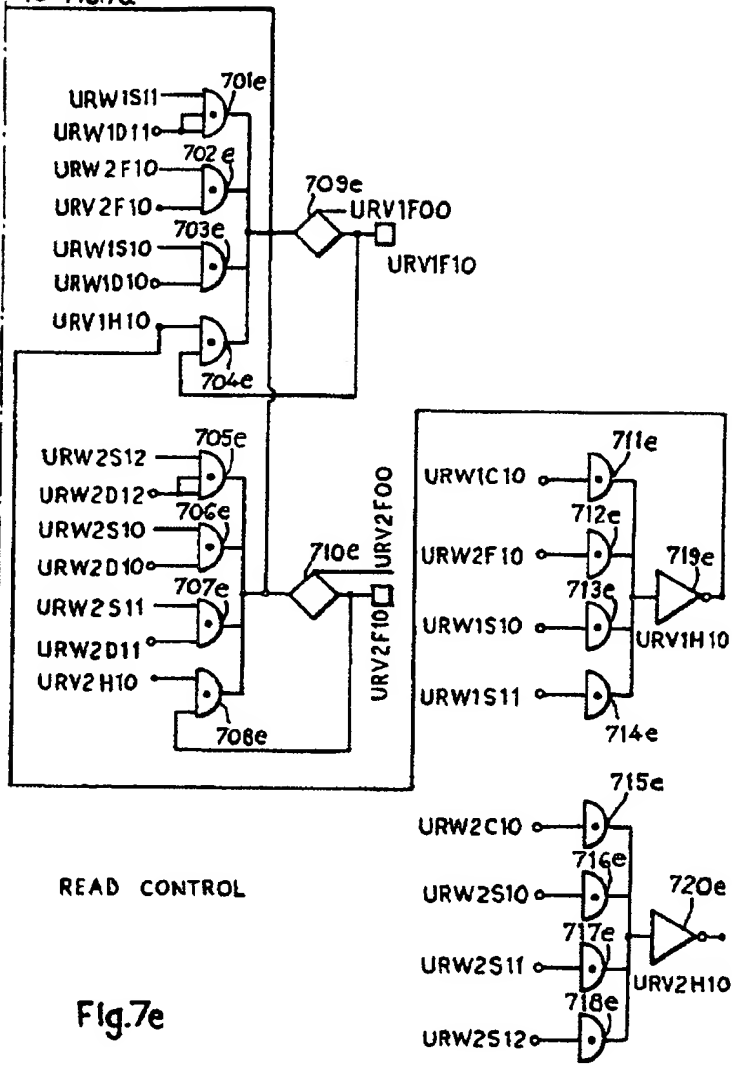 URW1S11
701e
URW1D11
URW2F10
702e
URV2F10
709e
URV1F00
URW1S10
703e
URV1F10
URW1D10
URV1H10
704e
URW2S12
705e
URW2D12
URW2S10
706e
URW2D10
710e
URV2F00
URW2S11
707e
URW2D11
URV2F10
URV2H10
708e
URW1C10
711e
URW2F10
712e
719e
URW1S10
713e
URV1H10
URW1S11
714e
URW2C10
715e
URW2S10
716e
720e
URW2S11
717e
URV2H10
URW2S12
718e
READ CONTROL
Fig.7e